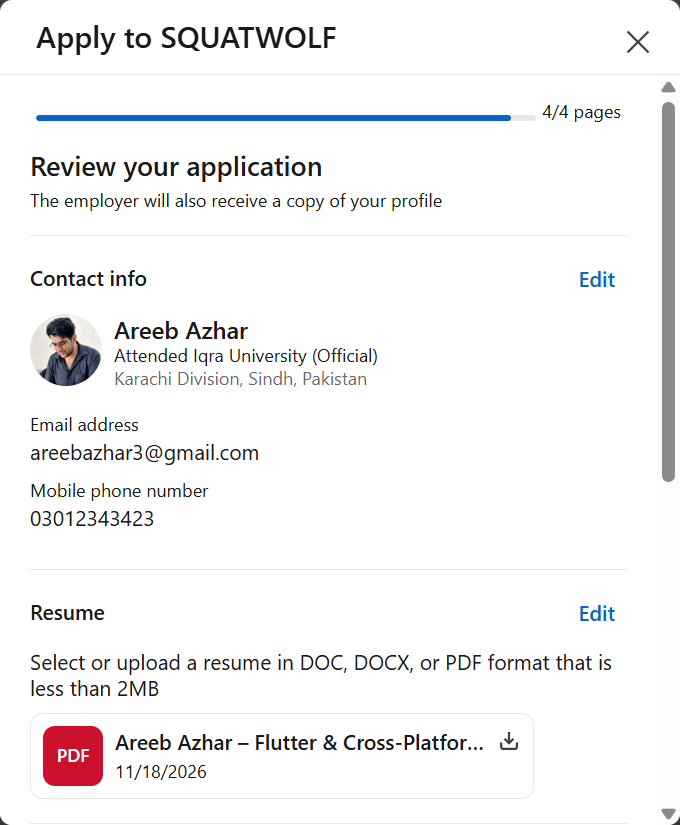 Apply to SQUATWOLF
4/4 pages
Review your application
The employer will also receive a copy of your profile
Contact info
Edit
Areeb Azhar
Attended Iqra University (Official)
Karachi Division, Sindh, Pakistan
Email address
areebazhar3@gmail.com
Mobile phone number
03012343423
Resume
Edit
Select or upload a resume in DOC, DOCX, or PDF format that is
less than 2MB
PDF
Areeb Azhar – Flutter & Cross-Platfor...
11/18/2026